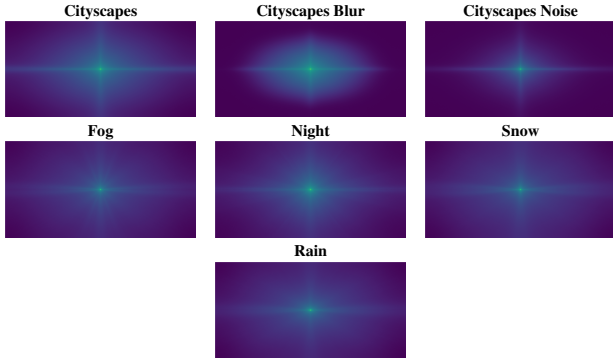 Cityscapes
Cityscapes Blur
Cityscapes Noise
Fog
Night
Snow
Rain